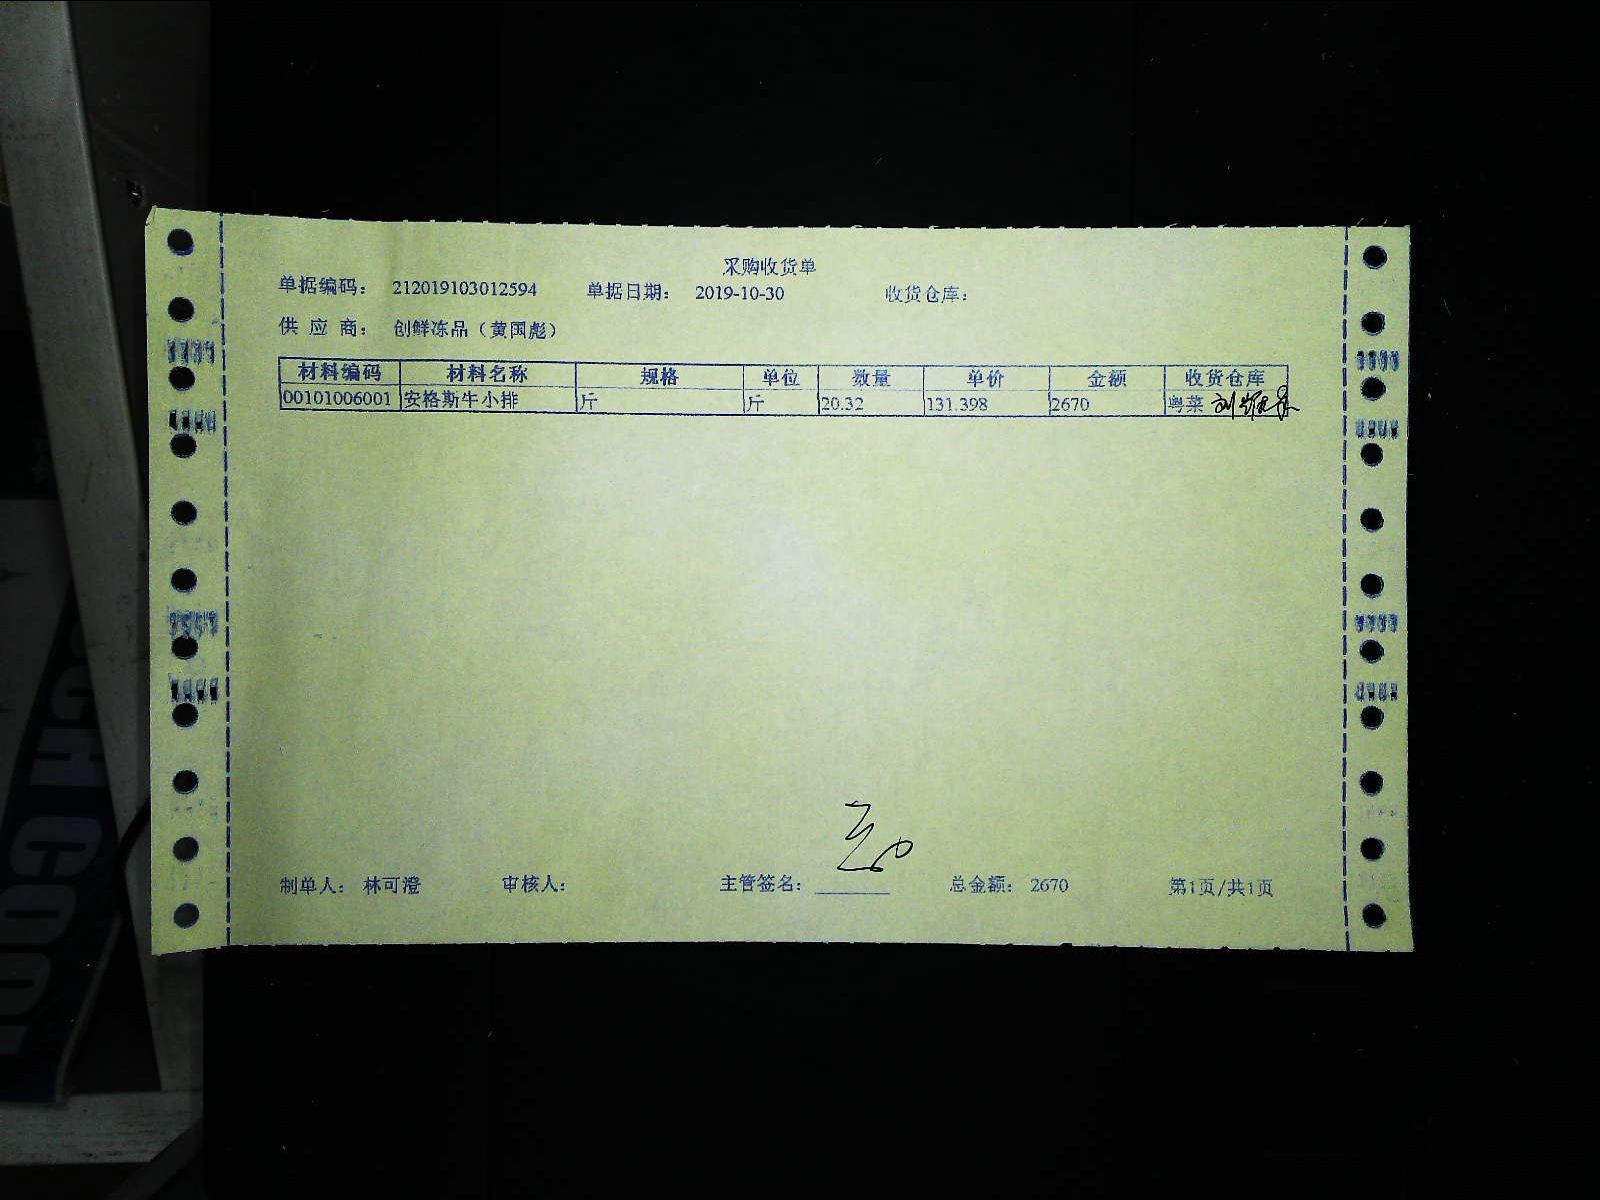 采购收货单
单据编码： 212019103012594 单据日期： 2019-10-30 收货仓库：
供 应 商： 创鲜冻品（黄国彪）
材料编码 材料名称 规格 单位 数量 单价 金额 收货仓库
00101006001 安格斯牛小排 斤 斤 20.32 131.398 2670 粤菜
制单人： 林可澄 审核人： 主管签名： 总金额： 2670 第1页/共1页